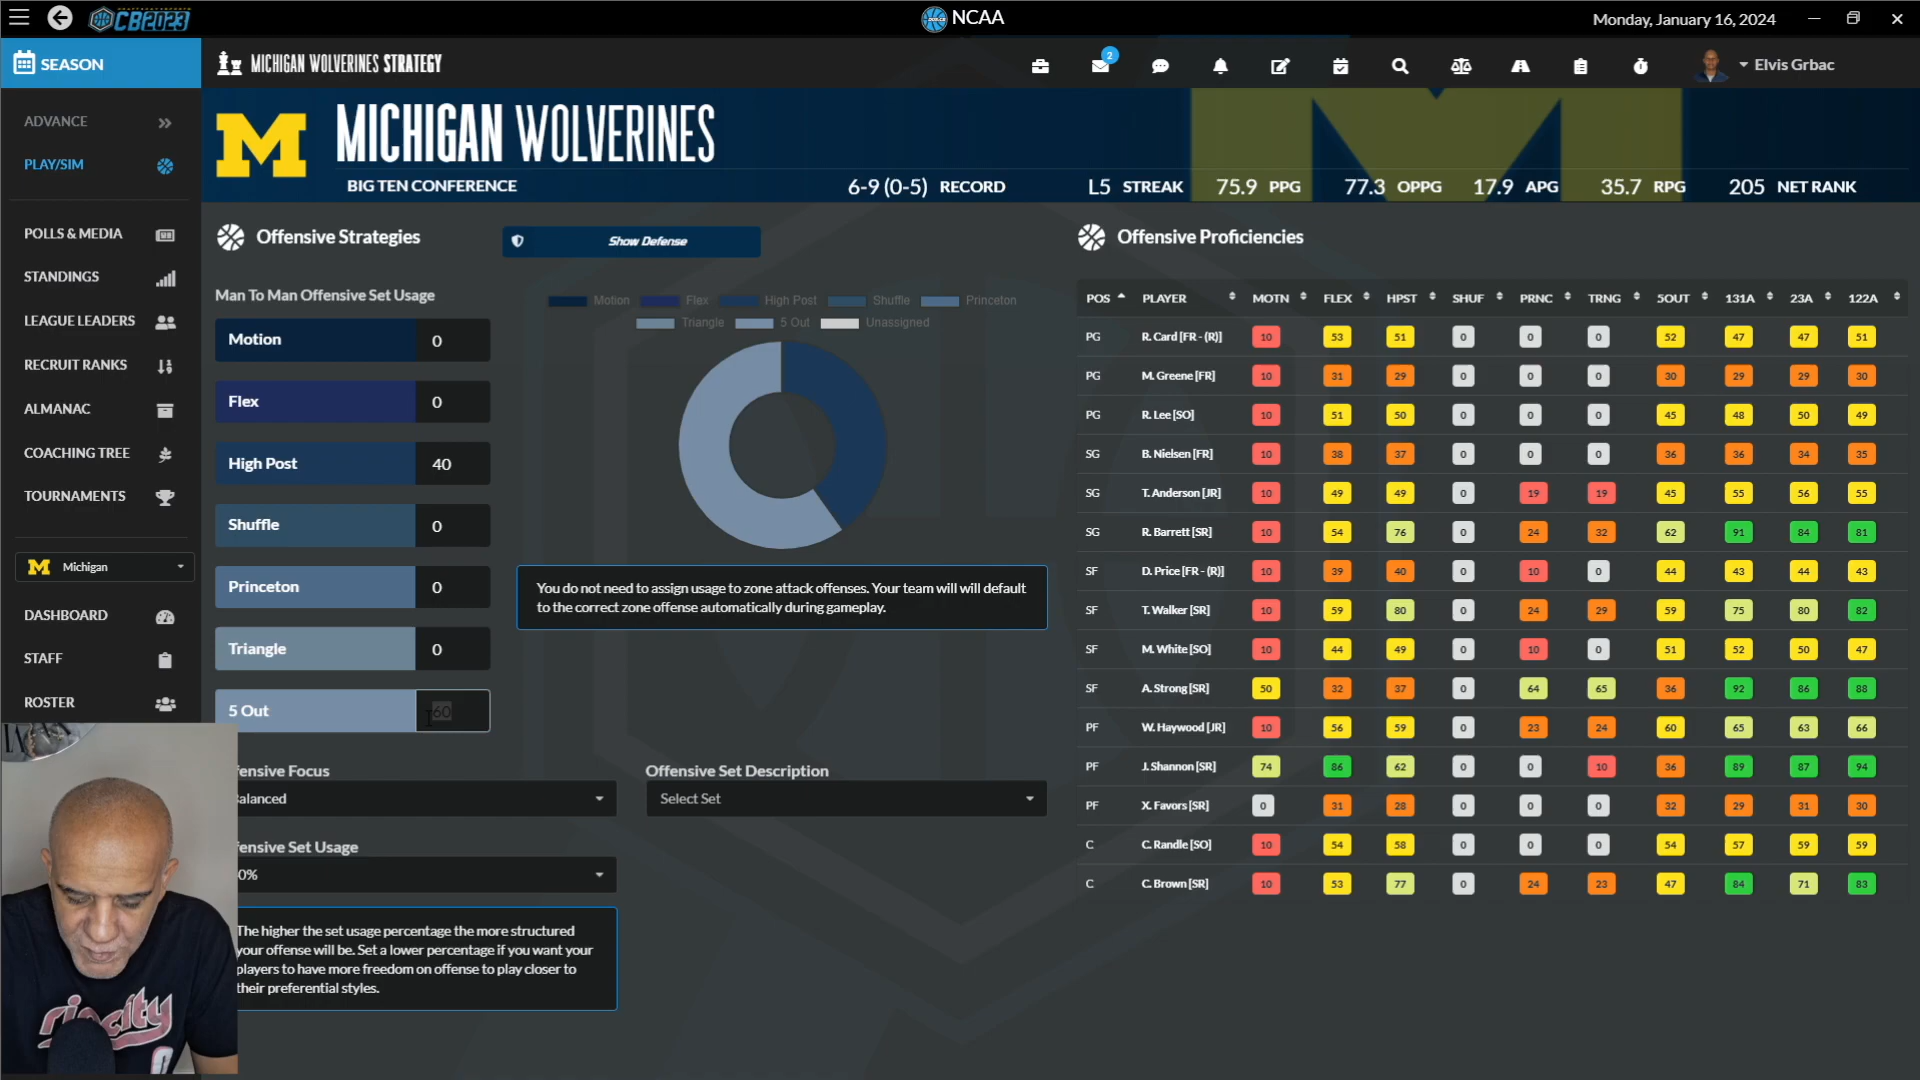 CB2023
NCAA
Monday, January 16, 2024
SEASON
MICHIGAN WOLVERINES STRATEGY
2
Elvis Grbac
ADVANCE
PLAY/SIM
POLLS & MEDIA
STANDINGS
LEAGUE LEADERS
RECRUIT RANKS
ALMANAC
COACHING TREE
TOURNAMENTS
Michigan
DASHBOARD
STAFF
ROSTER
M
MICHIGAN WOLVERINES
BIG TEN CONFERENCE
6-9 (0-5) RECORD
L5 STREAK
75.9 PPG
77.3 OPPG
17.9 APG
35.7 RPG
205 NET RANK
Offensive Strategies
Show Defense
Man To Man Offensive Set Usage
Motion 0
Flex 0
High Post 40
Shuffle 0
Princeton 0
Triangle 0
5 Out 60
Motion Flex High Post Shuffle Princeton
Triangle 5 Out Unassigned
You do not need to assign usage to zone attack offenses. Your team will will default
to the correct zone offense automatically during gameplay.
fensive Focus
alanced
Offensive Set Description
Select Set
fensive Set Usage
0%
The higher the set usage percentage the more structured
your offense will be. Set a lower percentage if you want your
players to have more freedom on offense to play closer to
their preferential styles.
Offensive Proficiencies
POS PLAYER MOTN FLEX HPST SHUF PRNC TRNG 5OUT 131A 23A 122A
PG R. Card [FR - (R)] 10 53 51 0 0 0 52 47 47 51
PG M. Greene [FR] 10 31 29 0 0 0 30 29 29 30
PG R. Lee [SO] 10 51 50 0 0 0 45 48 50 49
SG B. Nielsen [FR] 10 38 37 0 0 0 36 36 34 35
SG T. Anderson [JR] 10 49 49 0 19 19 45 55 56 55
SG R. Barrett [SR] 10 54 76 0 24 32 62 91 84 81
SF D. Price [FR - (R)] 10 39 40 0 10 0 44 43 44 43
SF T. Walker [SR] 10 59 80 0 24 29 59 75 80 82
SF M. White [SO] 10 44 49 0 10 0 51 52 50 47
SF A. Strong [SR] 50 32 37 0 64 65 36 92 86 88
PF W. Haywood [JR] 10 56 59 0 23 24 60 65 63 66
PF J. Shannon [SR] 74 86 62 0 0 10 36 89 87 94
PF X. Favors [SR] 0 31 28 0 0 0 32 29 31 30
C C. Randle [SO] 10 54 58 0 0 0 54 57 59 59
C C. Brown [SR] 10 53 77 0 24 23 47 84 71 83